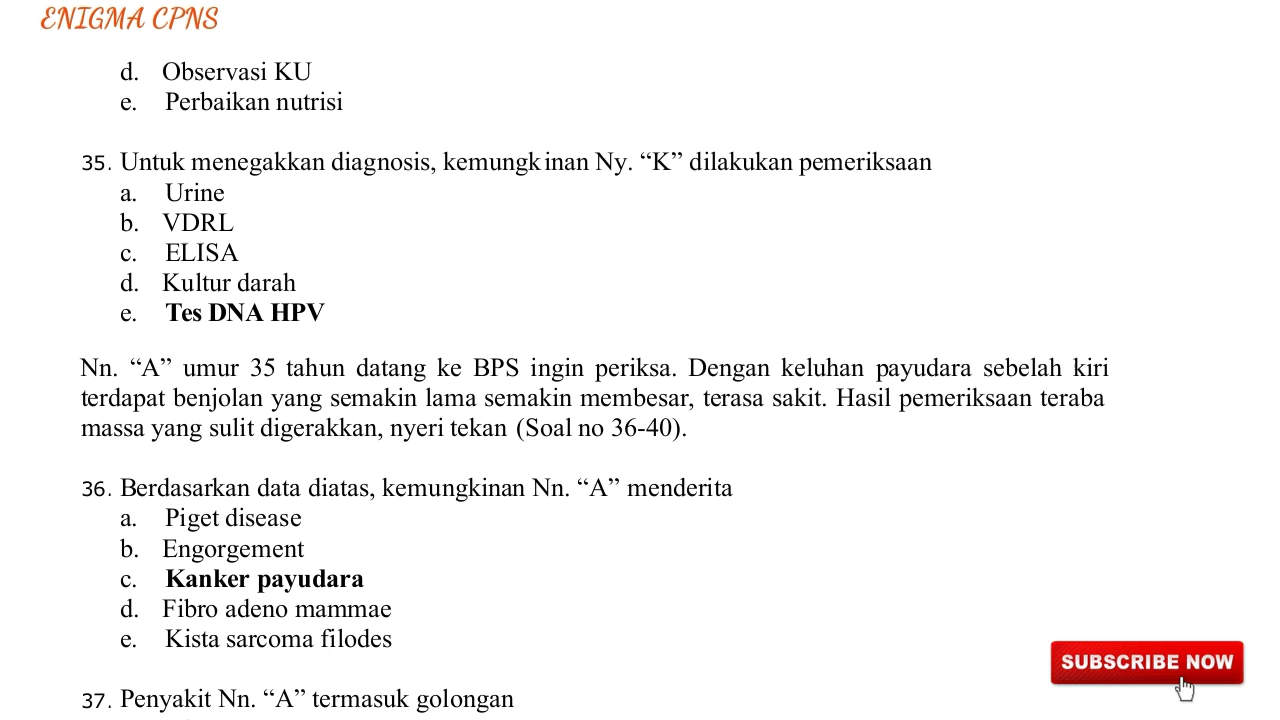 ENIGMA CPNS
d. Observasi KU
e. Perbaikan nutrisi
35. Untuk menegakkan diagnosis, kemungkinan Ny. “K” dilakukan pemeriksaan
a. Urine
b. VDRL
c. ELISA
d. Kultur darah
e. Tes DNA HPV
Nn. “A” umur 35 tahun datang ke BPS ingin periksa. Dengan keluhan payudara sebelah kiri
terdapat benjolan yang semakin lama semakin membesar, terasa sakit. Hasil pemeriksaan teraba
massa yang sulit digerakkan, nyeri tekan (Soal no 36-40).
36. Berdasarkan data diatas, kemungkinan Nn. “A” menderita
a. Piget disease
b. Engorgement
c. Kanker payudara
d. Fibro adeno mammae
e. Kista sarcoma filodes
SUBSCRIBE NOW
37. Penyakit Nn. “A” termasuk golongan